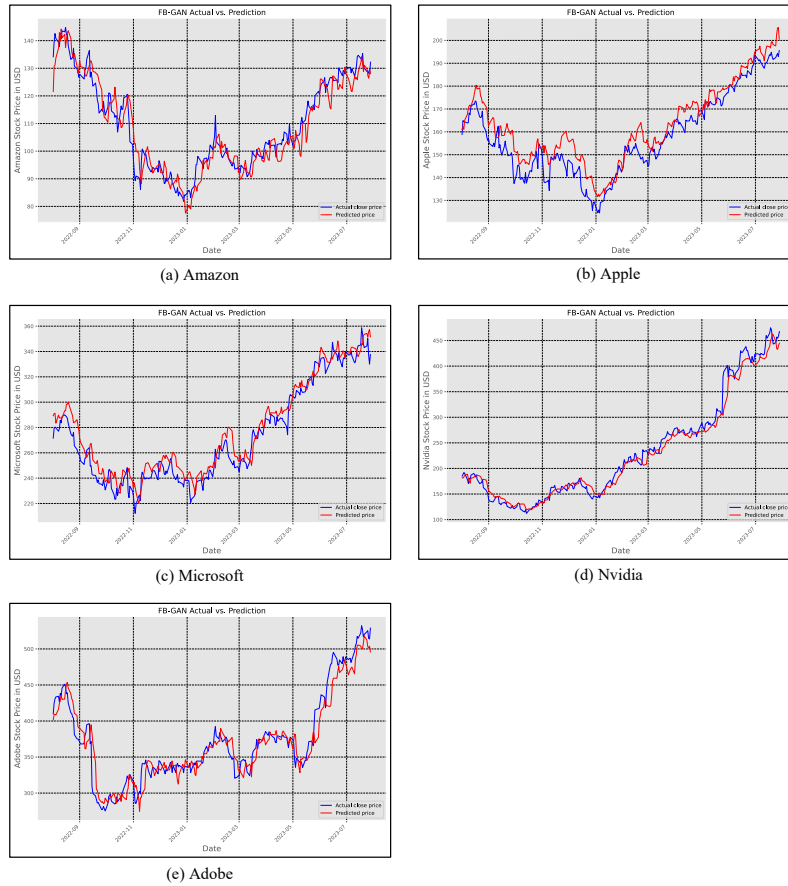 FB-GAN Actual vs. Prediction
Amazon Stock Price in USD
140
130
120
110
100
90
80
2022-09
2022-11
2023-01
2023-03
2023-05
2023-07
Date
Actual close price
Predicted price
(a) Amazon
FB-GAN Actual vs. Prediction
Apple Stock Price in USD
200
190
180
170
160
150
140
130
2022-09
2022-11
2023-01
2023-03
2023-05
2023-07
Date
Actual close price
Predicted price
(b) Apple
FB-GAN Actual vs. Prediction
Microsoft Stock Price in USD
360
340
320
300
280
260
240
220
2022-09
2022-11
2023-01
2023-03
2023-05
2023-07
Date
Actual close price
Predicted price
(c) Microsoft
FB-GAN Actual vs. Prediction
Nvidia Stock Price in USD
450
400
350
300
250
200
150
100
2022-09
2022-11
2023-01
2023-03
2023-05
2023-07
Date
Actual close price
Predicted price
(d) Nvidia
FB-GAN Actual vs. Prediction
Adobe Stock Price in USD
500
450
400
350
300
2022-09
2022-11
2023-01
2023-03
2023-05
2023-07
Date
Actual close price
Predicted price
(e) Adobe